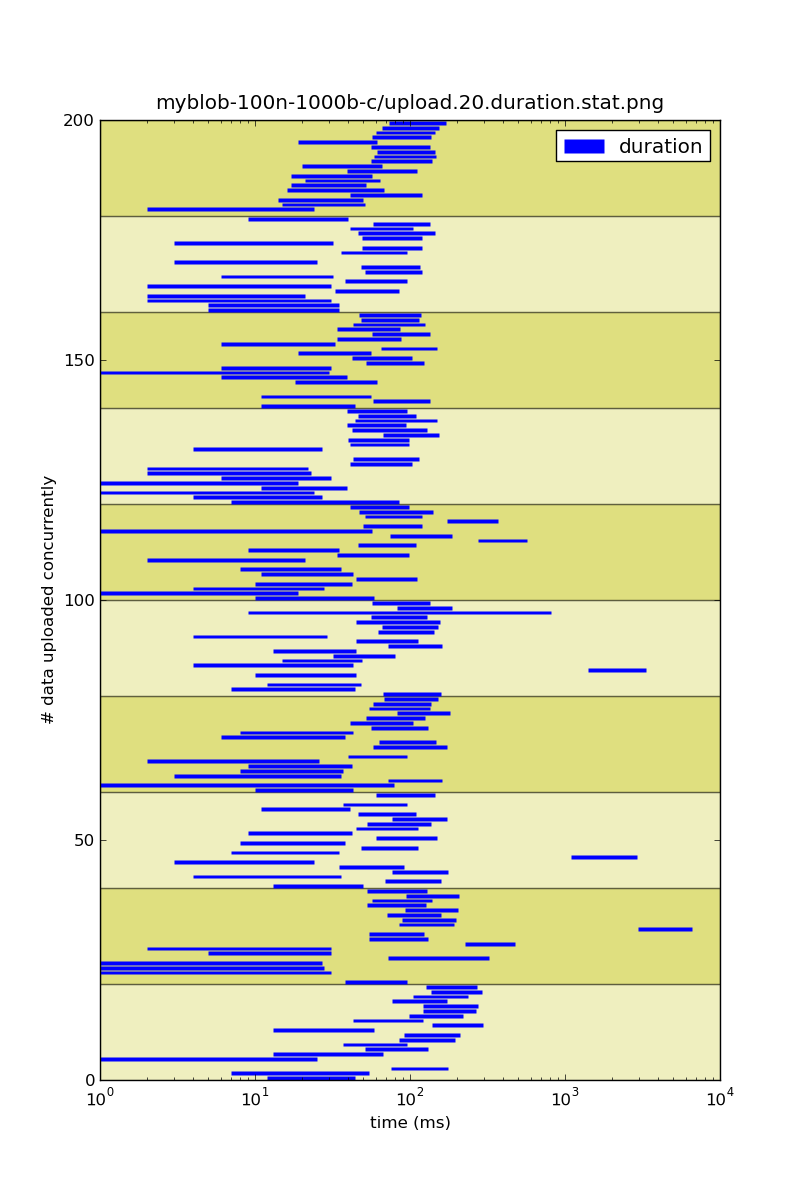 myblob-100n-1000b-c/upload.20.duration.stat.png
duration
200
150
100
50
0
# data uploaded concurrently
10^0 10^1 10^2 10^3 10^4
time (ms)